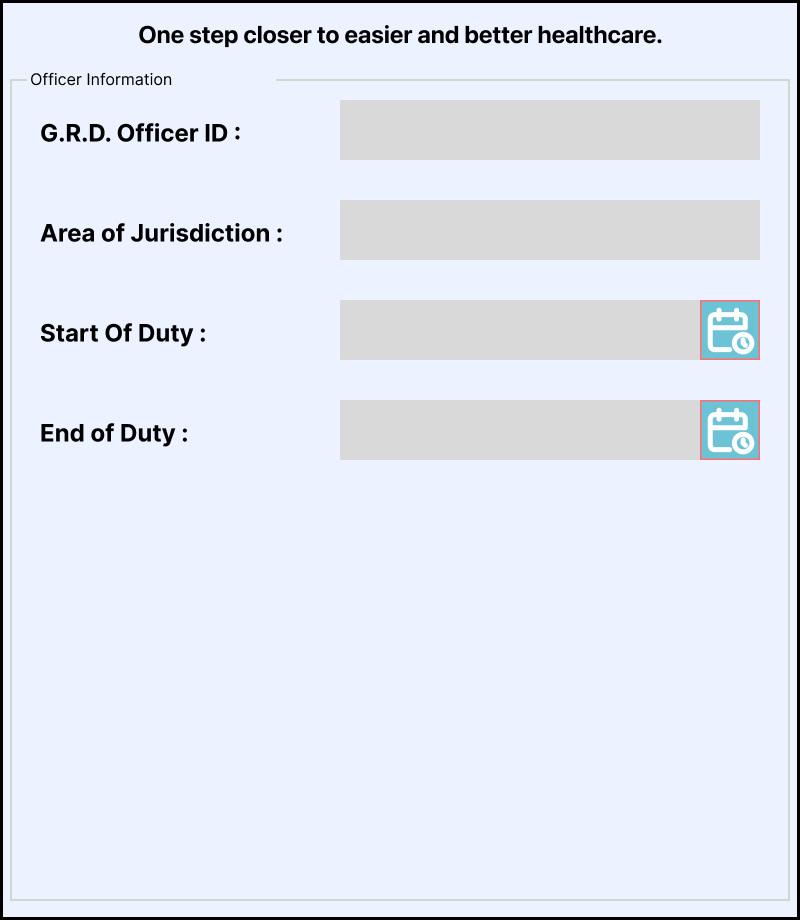 One step closer to easier and better healthcare.
Officer Information
G.R.D. Officer ID :
Area of Jurisdiction :
Start Of Duty :
End of Duty :